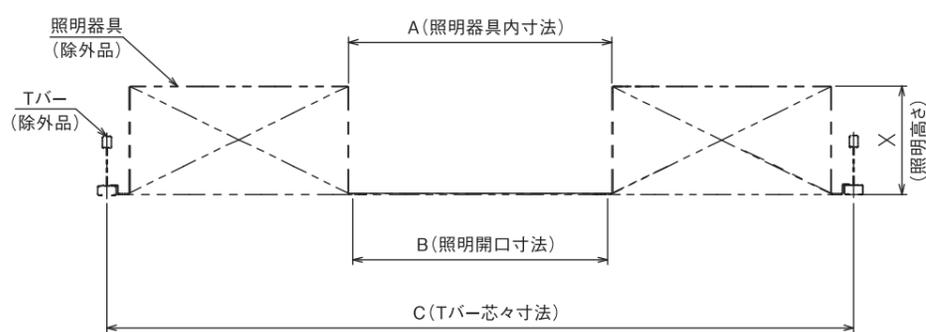 照明器具
(除外品)
A(照明器具内寸法)
Tバー
(除外品)
X
(照明高さ)
B(照明開口寸法)
C(Tバー芯々寸法)